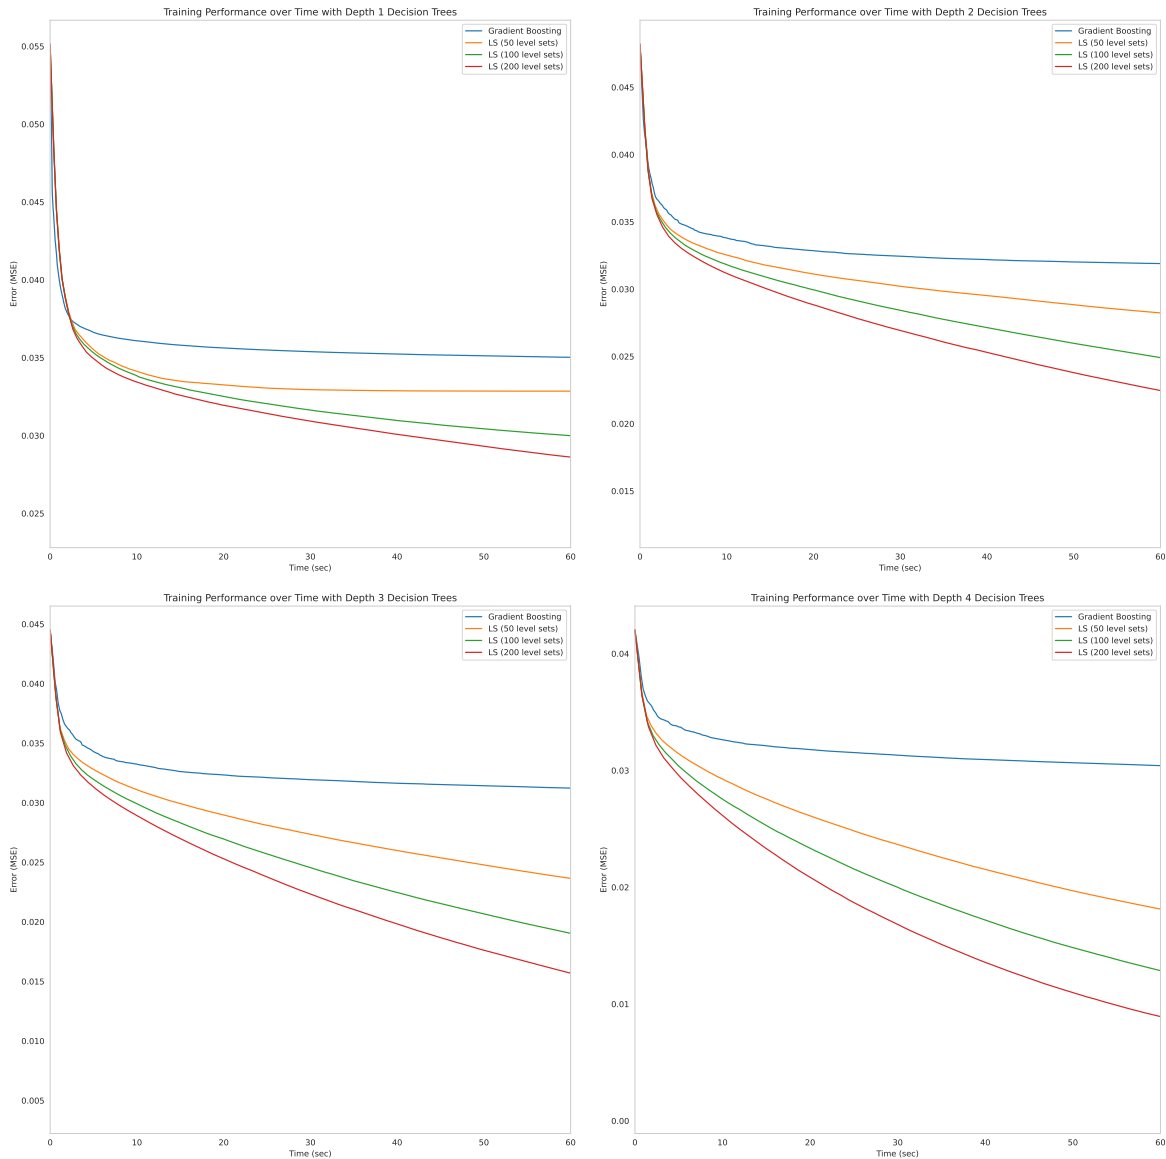 Training Performance over Time with Depth 1 Decision Trees
Gradient Boosting
LS (50 level sets)
LS (100 level sets)
LS (200 level sets)
Error (MSE)
0.055
0.050
0.045
0.040
0.035
0.030
0.025
0 10 20 30 40 50 60
Time (sec)
Training Performance over Time with Depth 2 Decision Trees
Gradient Boosting
LS (50 level sets)
LS (100 level sets)
LS (200 level sets)
Error (MSE)
0.045
0.040
0.035
0.030
0.025
0.020
0.015
0 10 20 30 40 50 60
Time (sec)
Training Performance over Time with Depth 3 Decision Trees
Gradient Boosting
LS (50 level sets)
LS (100 level sets)
LS (200 level sets)
Error (MSE)
0.045
0.040
0.035
0.030
0.025
0.020
0.015
0.010
0.005
0 10 20 30 40 50 60
Time (sec)
Training Performance over Time with Depth 4 Decision Trees
Gradient Boosting
LS (50 level sets)
LS (100 level sets)
LS (200 level sets)
Error (MSE)
0.04
0.03
0.02
0.01
0.00
0 10 20 30 40 50 60
Time (sec)